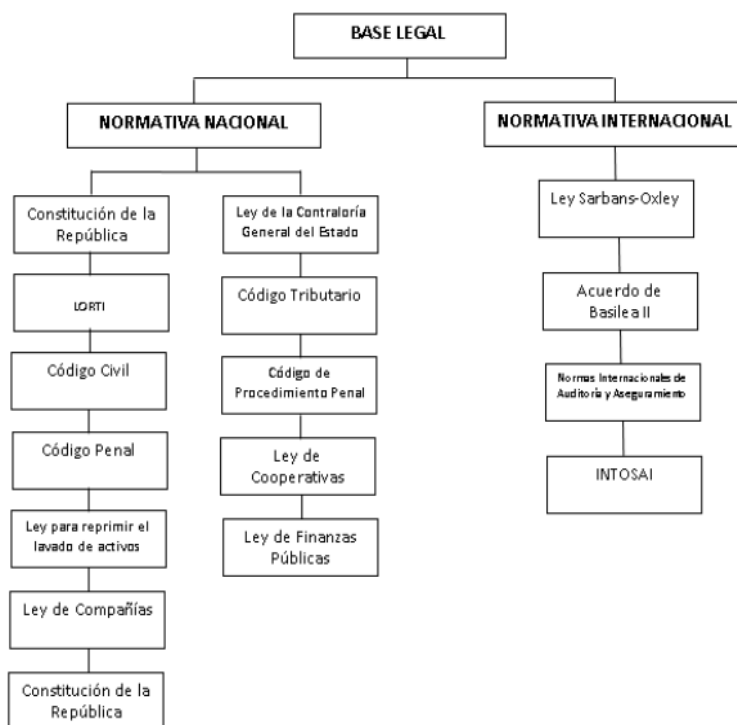 BASE LEGAL
NORMATIVA NACIONAL
Constitución de la
República
LORTI
Código Civil
Código Penal
Ley para reprimir el
lavado de activos
Ley de Compañías
Constitución de la
República
Ley de la Contraloría
General del Estado
Código Tributario
Código de
Procedimiento Penal
Ley de
Cooperativas
Ley de Finanzas
Públicas
NORMATIVA INTERNACIONAL
Ley Sarbans-Oxley
Acuerdo de
Basilea II
Normas Internacionales de
Auditoría y Aseguramiento
INTOSAI